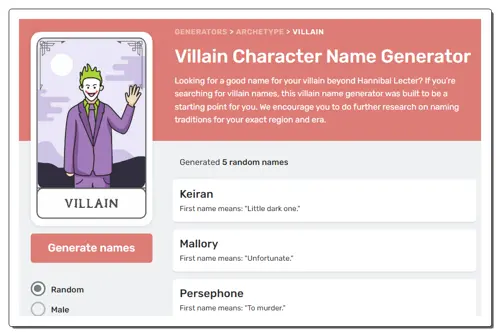 GENERATORS > ARCHETYPE > VILLAIN
Villain Character Name Generator
Looking for a good name for your villain beyond Hannibal Lecter? If you're
searching for villain names, this villain name generator was built to be a
starting point for you. We encourage you to do further research on naming
traditions for your exact region and era.
VILLAIN
Generate names
Random
Male
Generated 5 random names
Keiran
First name means: "Little dark one."
Mallory
First name means: "Unfortunate."
Persephone
First name means: "To murder."